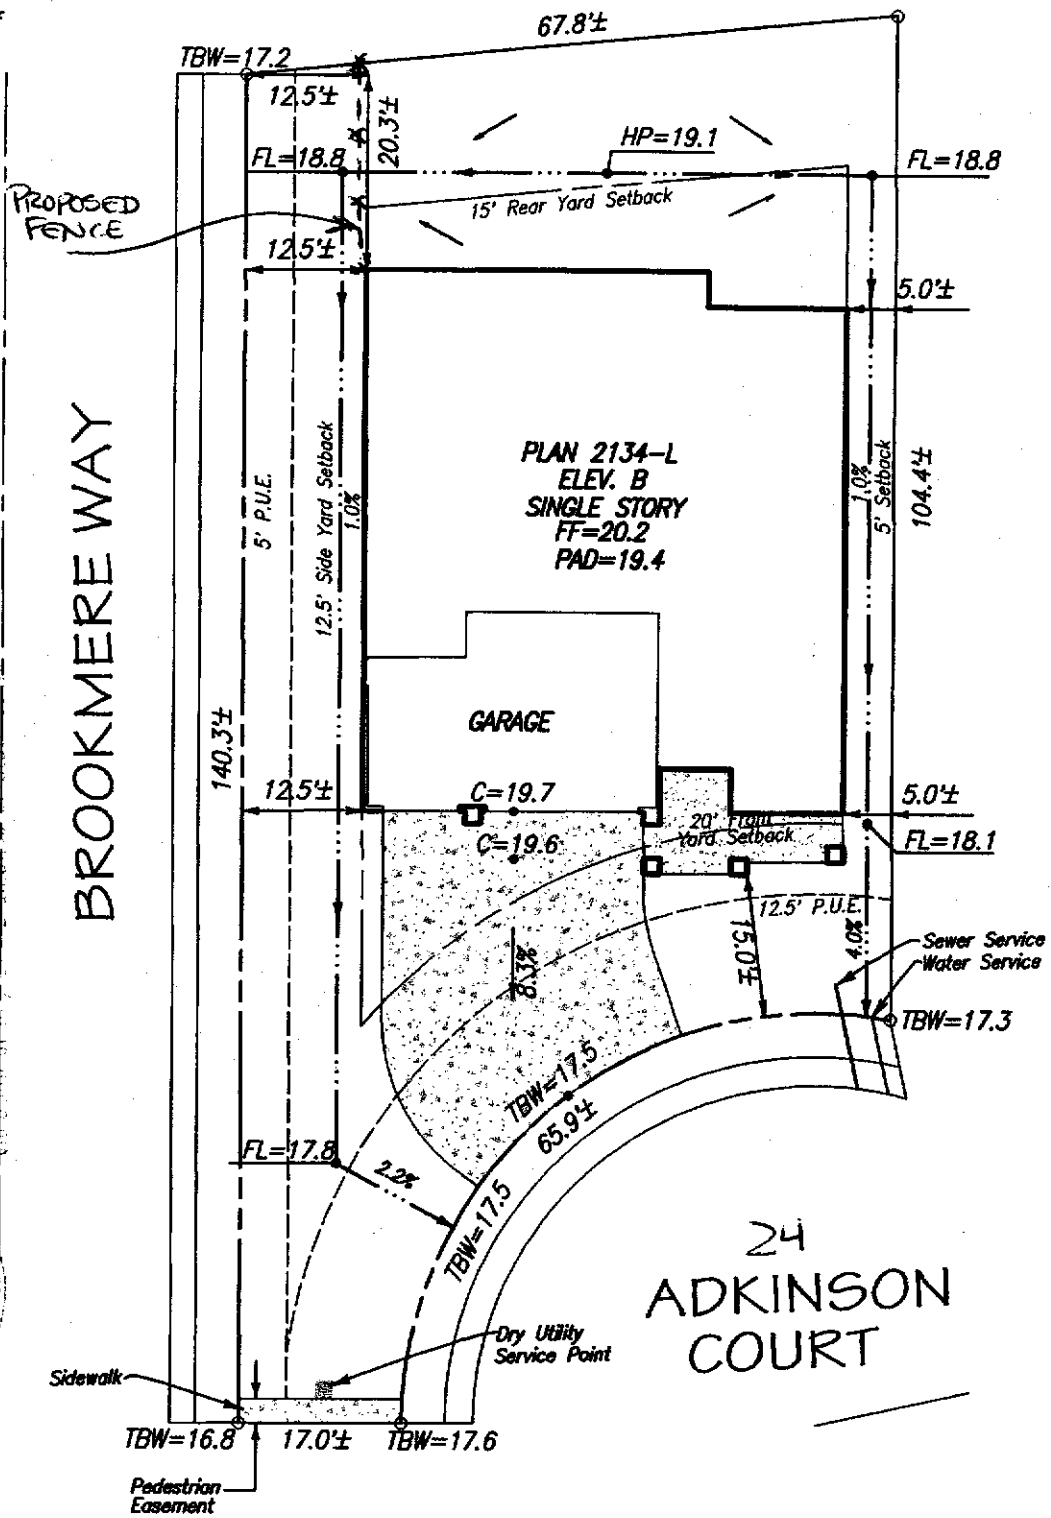 67.8'±
TBW=17.2
12.5'±
20.3'±
HP=19.1
FL=18.8
FL=18.8
15' Rear Yard Setback
PROPOSED
FENCE
12.5'±
5.0'±
BROOKMERE WAY
5' P.U.E.
12.5' Side Yard Setback
1.0%
PLAN 2134-L
ELEV. B
SINGLE STORY
FF=20.2
PAD=19.4
1.0%
5' Setback
104.4'±
140.3'±
GARAGE
12.5'±
C=19.7
C=19.6
20' Front
Yard Setback
5.0'±
FL=18.1
12.5' P.U.E.
15.0'±
4.0%
8.3%
Sewer Service
Water Service
TBW=17.3
TBW=17.5
65.9'±
FL=17.8
2.2%
TBW=17.5
24
ADKINSON
COURT
Dry Utility
Service Point
Sidewalk
TBW=16.8
17.0'±
TBW=17.6
Pedestrian
Easement